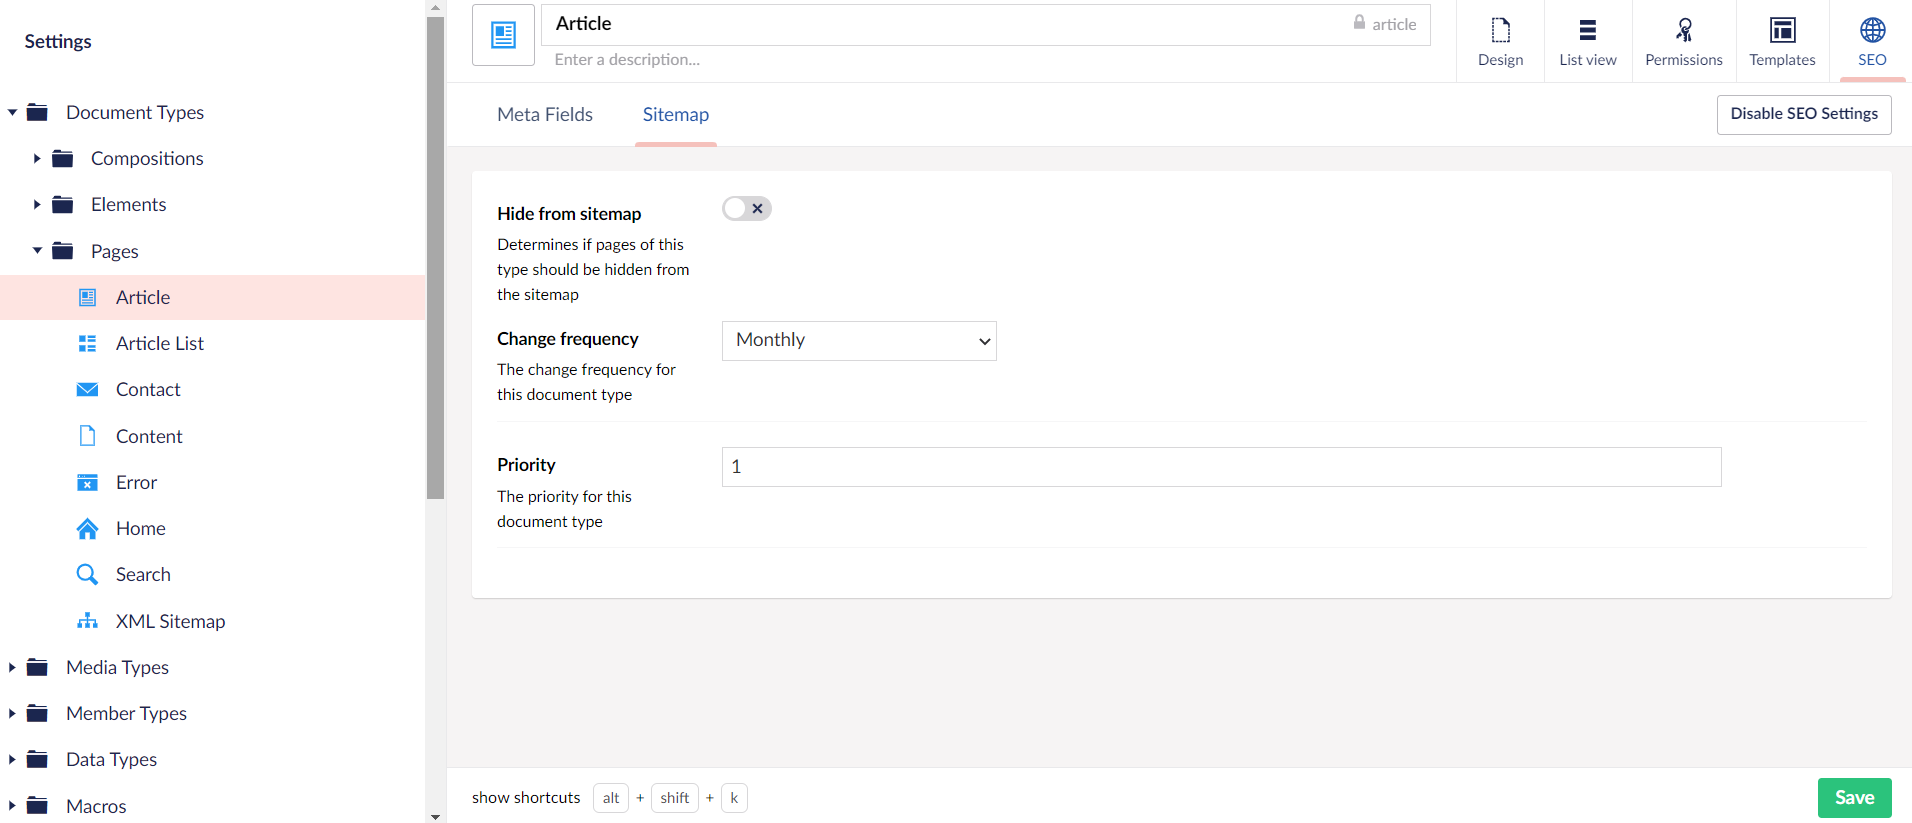 Settings
Document Types
Compositions
Elements
Pages
Article
Article List
Contact
Content
Error
Home
Search
XML Sitemap
Media Types
Member Types
Data Types
Macros
Article
article
Enter a description...
Design
List view
Permissions
Templates
SEO
Meta Fields
Sitemap
Disable SEO Settings
Hide from sitemap
Determines if pages of this
type should be hidden from
the sitemap
Change frequency
The change frequency for
this document type
Monthly
Priority
The priority for this
document type
1
show shortcuts alt + shift + k
Save